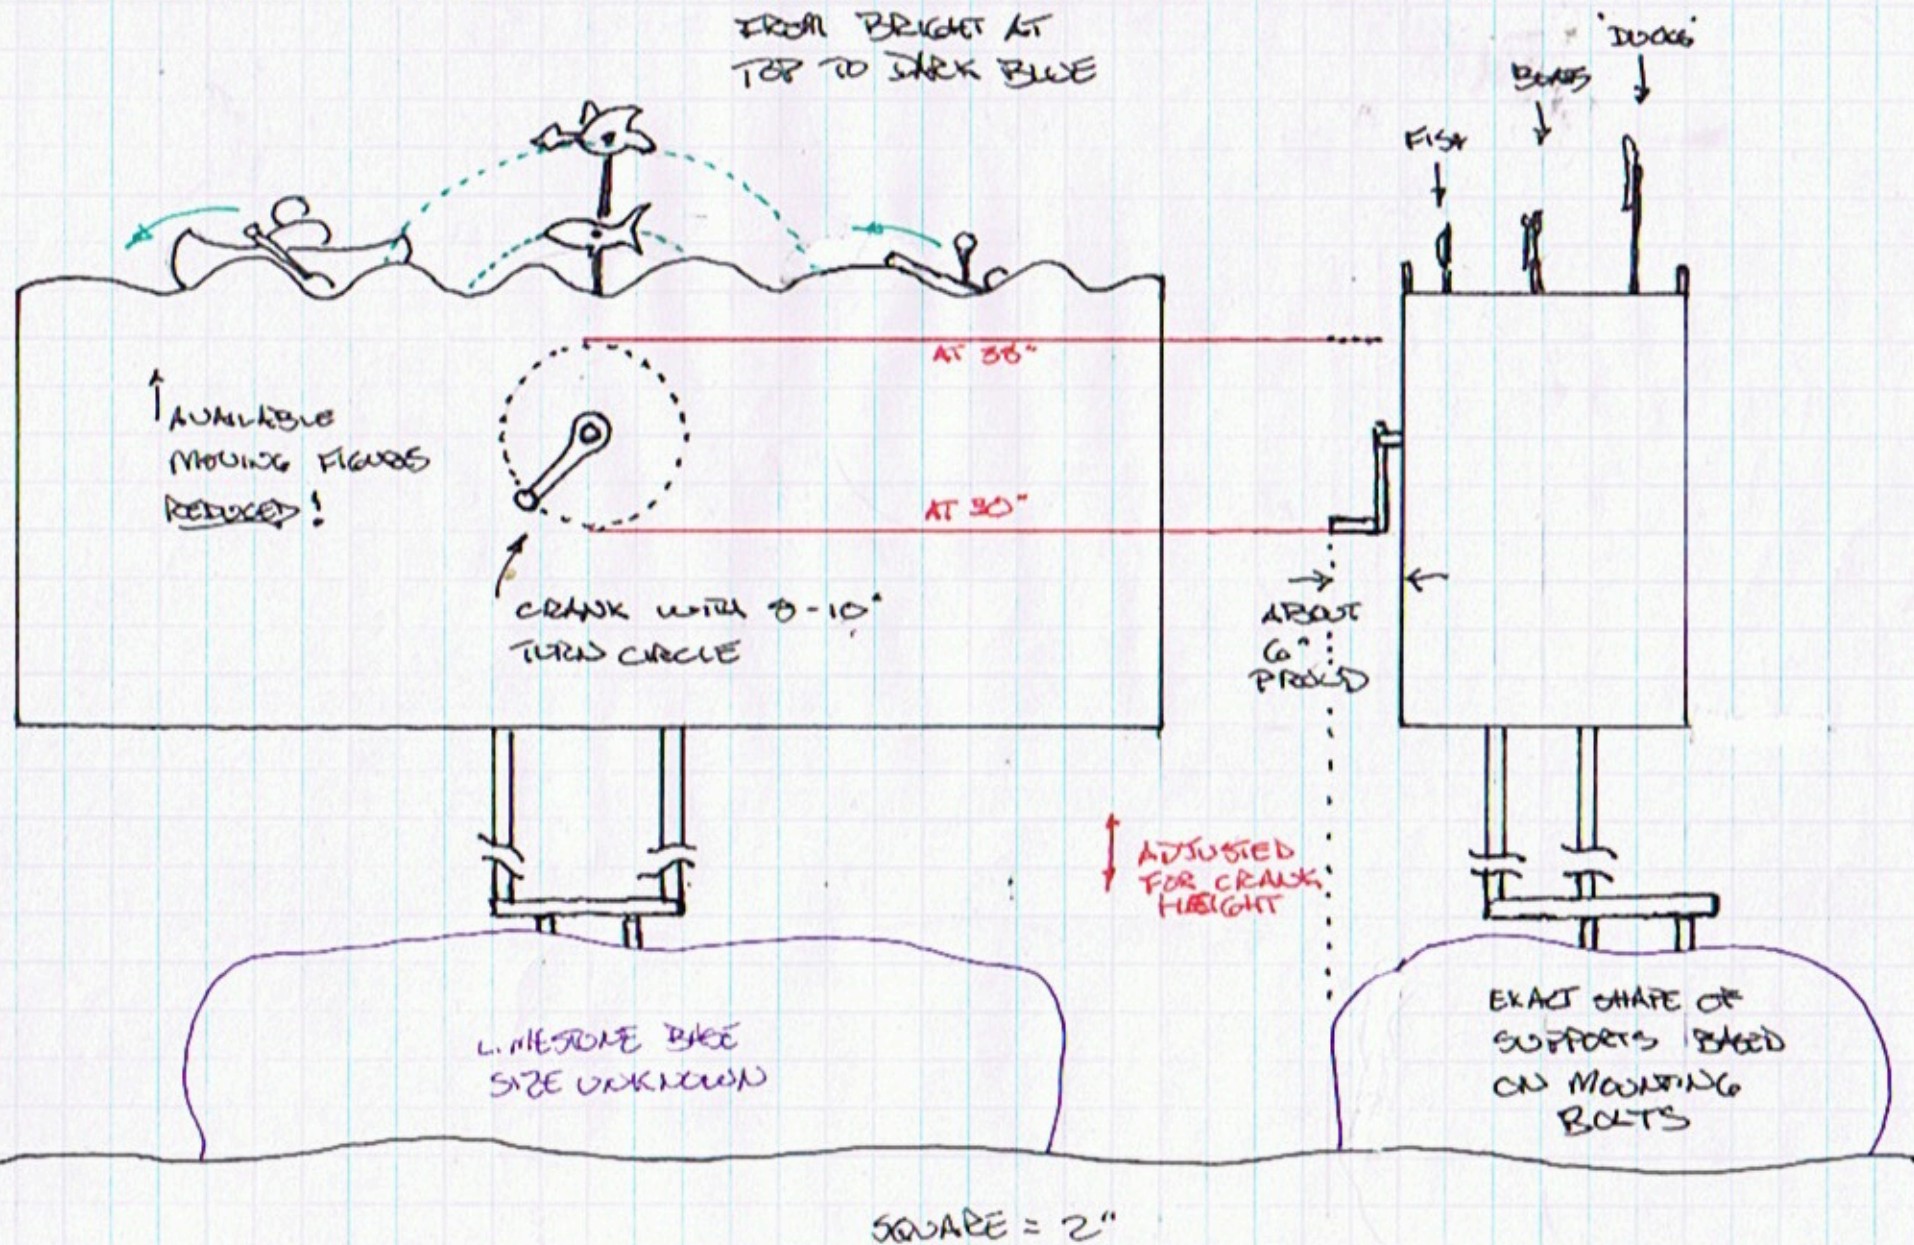 FROM BRIGHT AT
TOP TO DARK BLUE
"DUCKS"
BOATS
FISH
AT 38"
AVAILABLE
MOVING FIGURES
REDUCED!
AT 30"
CRANK WITH 8-10"
TURN CIRCLE
ABOUT
6"
PROUD
ADJUSTED
FOR CRANK
HEIGHT
LIMESTONE BASE
SIZE UNKNOWN
EXACT SHAPE OF
SUPPORTS BASED
ON MOUNTING
BOLTS
SQUARE = 2"